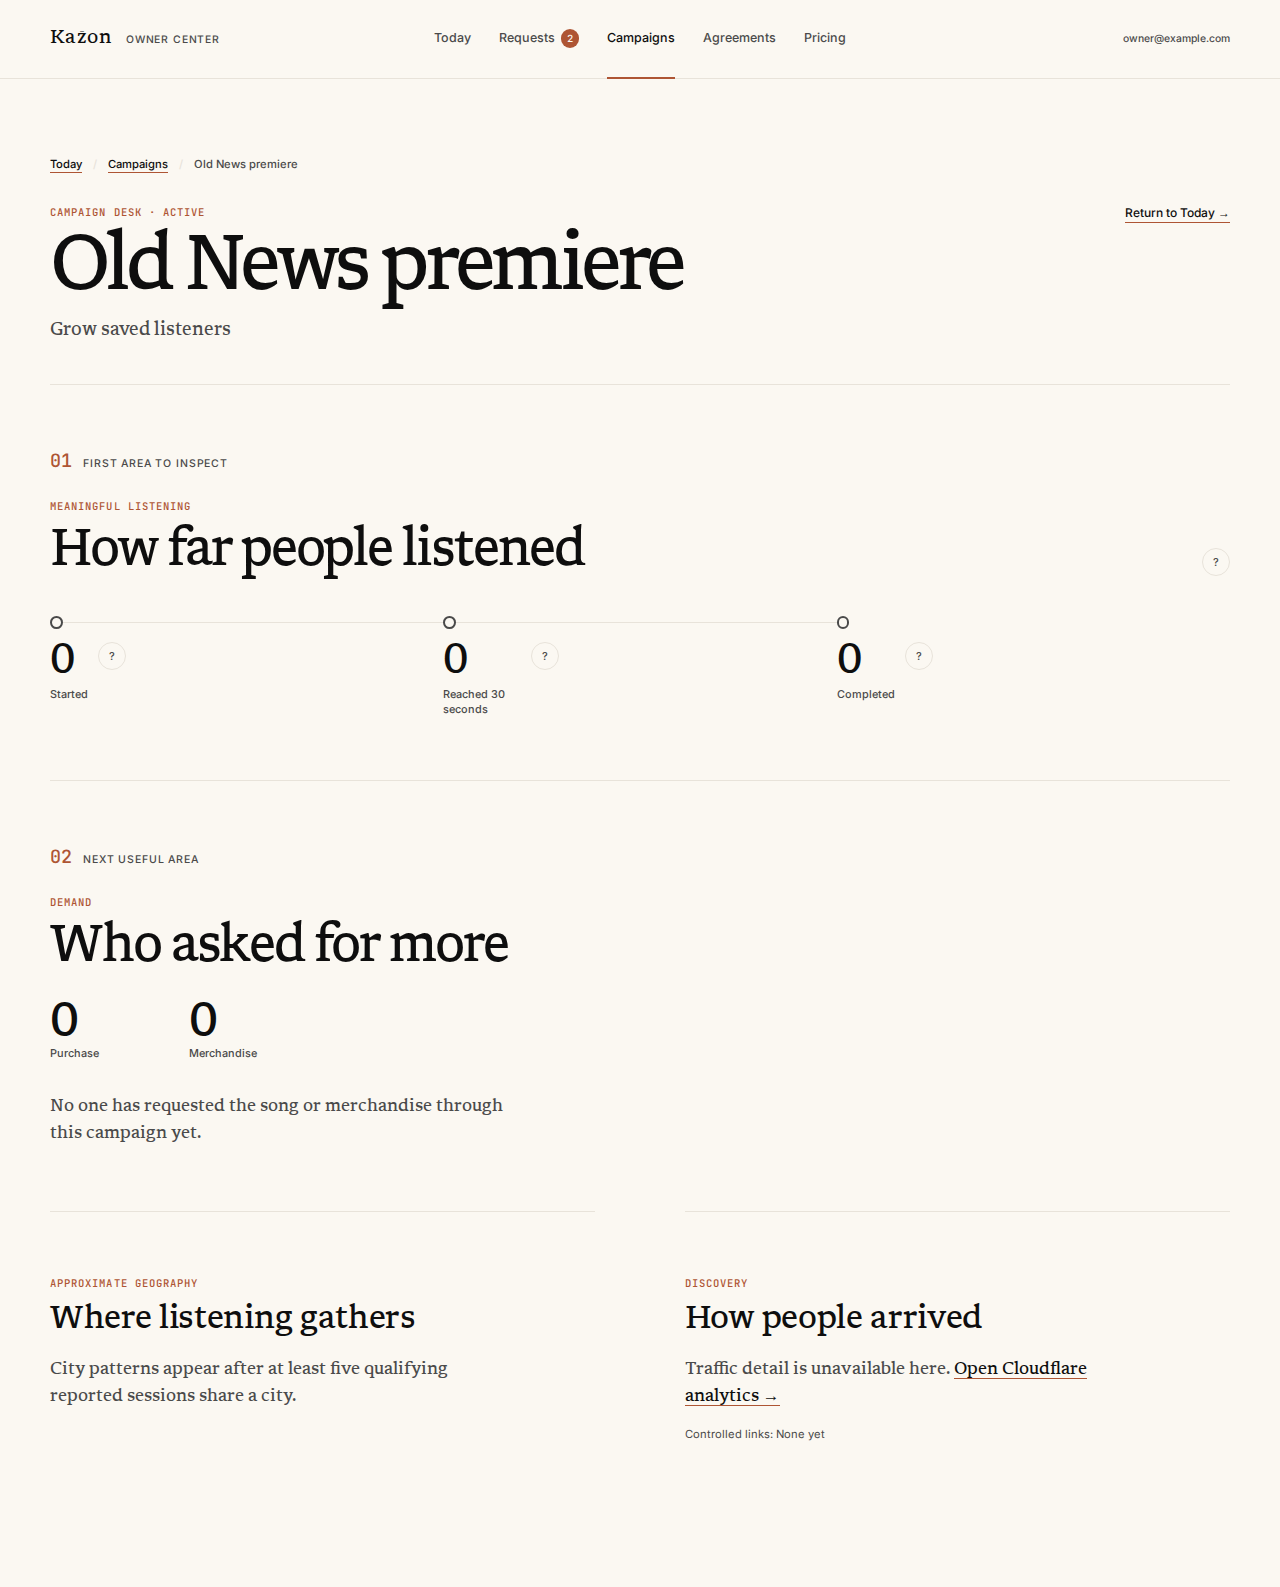 Kažon OWNER CENTER Today Requests 2 Campaigns Agreements Pricing owner@example.com
Today / Campaigns / Old News premiere
CAMPAIGN DESK · ACTIVE
Return to Today →
Old News premiere
Grow saved listeners
01 FIRST AREA TO INSPECT
MEANINGFUL LISTENING
How far people listened
?
0 ? 0 ? 0 ?
Started
Reached 30
seconds
Completed
02 NEXT USEFUL AREA
DEMAND
Who asked for more
0 0
Purchase Merchandise
No one has requested the song or merchandise through
this campaign yet.
APPROXIMATE GEOGRAPHY
Where listening gathers
City patterns appear after at least five qualifying
reported sessions share a city.
DISCOVERY
How people arrived
Traffic detail is unavailable here. Open Cloudflare
analytics →
Controlled links: None yet